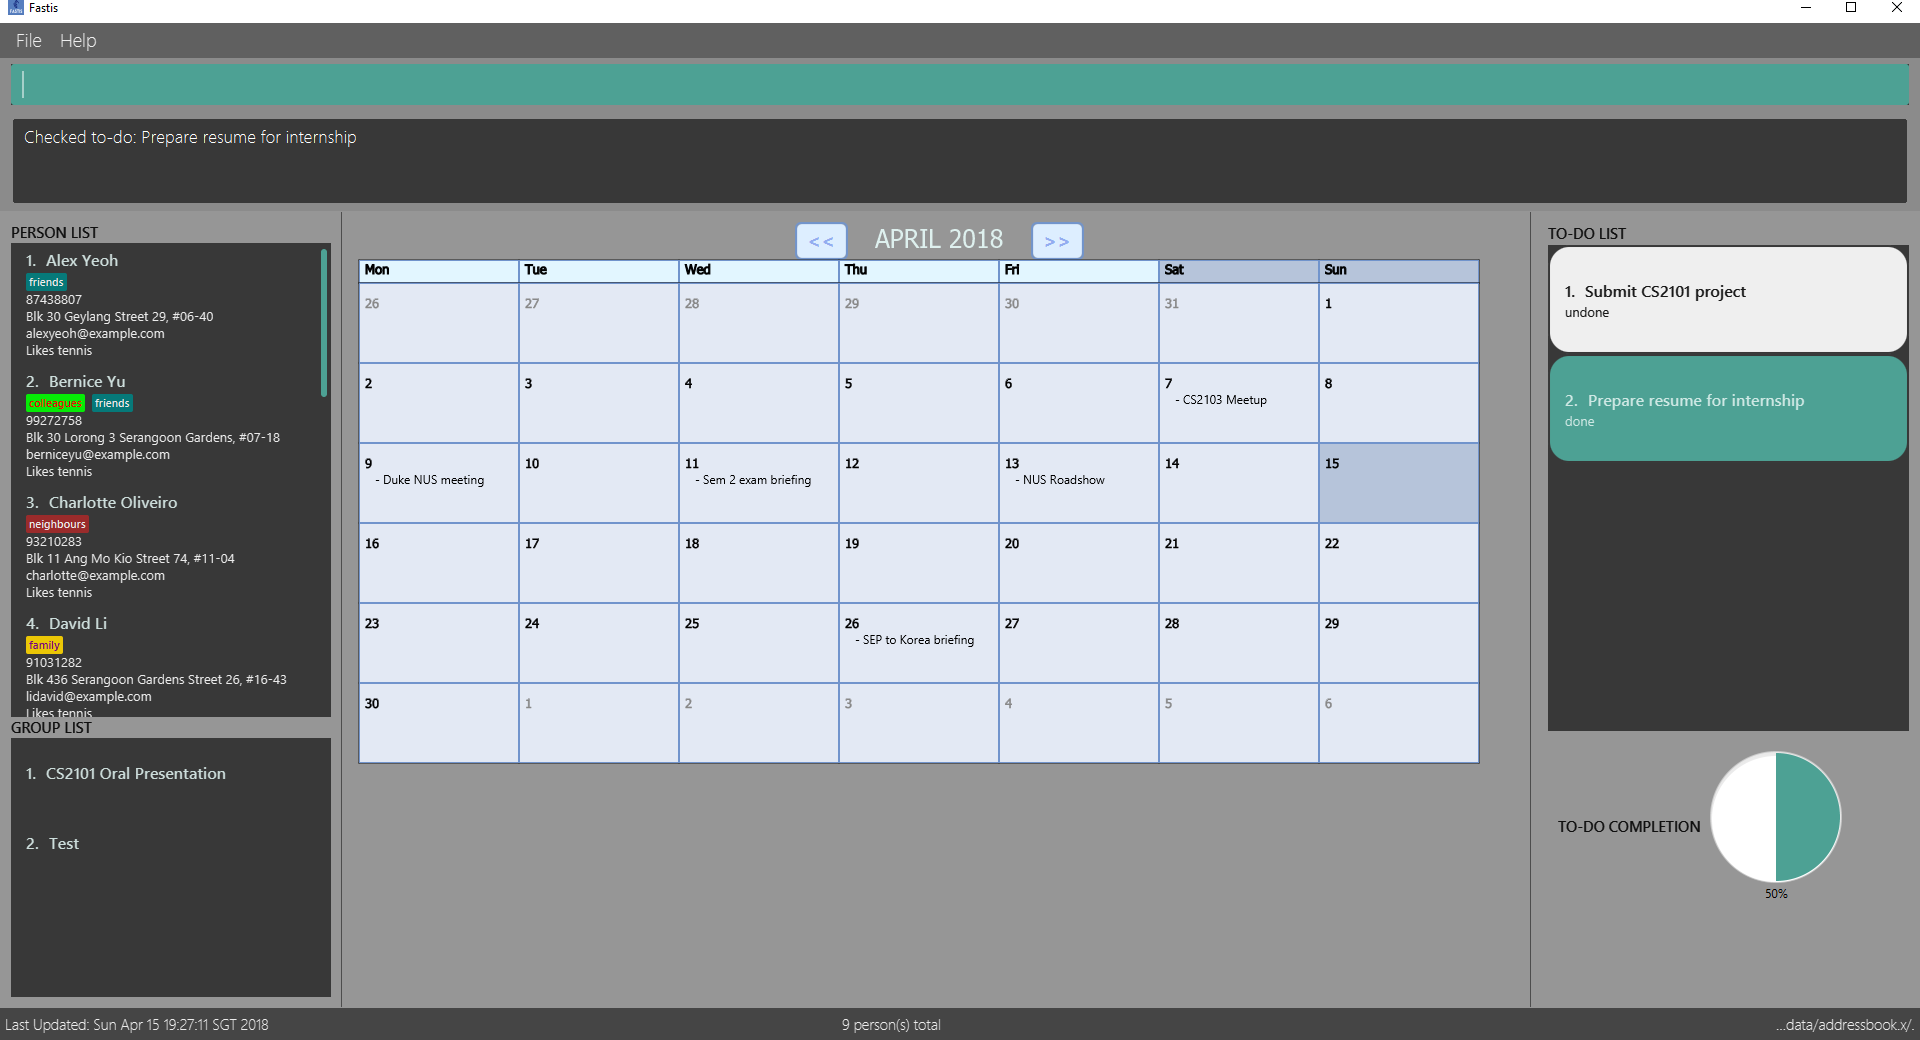 Fastis
File Help
Checked to-do: Prepare resume for internship
PERSON LIST
1. Alex Yeoh
friends
87438807
Blk 30 Geylang Street 29, #06-40
alexyeoh@example.com
Likes tennis
2. Bernice Yu
colleagues friends
99272758
Blk 30 Lorong 3 Serangoon Gardens, #07-18
berniceyu@example.com
Likes tennis
3. Charlotte Oliveiro
neighbours
93210283
Blk 11 Ang Mo Kio Street 74, #11-04
charlotte@example.com
Likes tennis
4. David Li
family
91031282
Blk 436 Serangoon Gardens Street 26, #16-43
lidavid@example.com
Likes tennis
GROUP LIST
1. CS2101 Oral Presentation
2. Test
<< APRIL 2018 >>
Mon Tue Wed Thu Fri Sat Sun
26 27 28 29 30 31 1
2 3 4 5 6 7 8
- CS2103 Meetup
9 10 11 12 13 14 15
- Duke NUS meeting - Sem 2 exam briefing - NUS Roadshow
16 17 18 19 20 21 22
23 24 25 26 27 28 29
- SEP to Korea briefing
30 1 2 3 4 5 6
TO-DO LIST
1. Submit CS2101 project
undone
2. Prepare resume for internship
done
TO-DO COMPLETION
50%
Last Updated: Sun Apr 15 19:27:11 SGT 2018
9 person(s) total
...data/addressbook.x/.